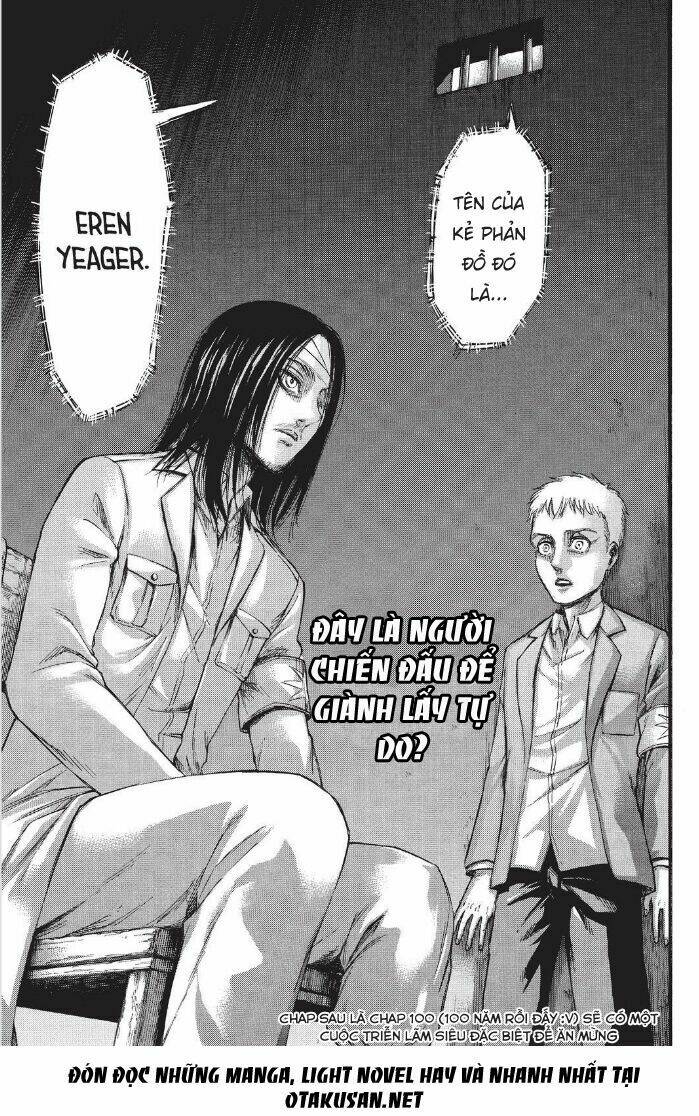 TÊN CỦA
KẺ PHẢN
ĐỒ ĐÓ
LÀ...
EREN
YEAGER.
ĐÂY LÀ NGƯỜI
CHIẾN ĐẤU ĐỂ
GIÀNH LẤY TỰ
DO?
CHAP SAU LÀ CHAP 100 (100 NĂM RỒI ĐẤY :V) SẼ CÓ MỘT
CUỘC TRIỂN LÃM SIÊU ĐẶC BIỆT ĐỂ ĂN MỪNG
ĐÓN ĐỌC NHỮNG MANGA, LIGHT NOVEL HAY VÀ NHANH NHẤT TẠI
OTAKUSAN.NET